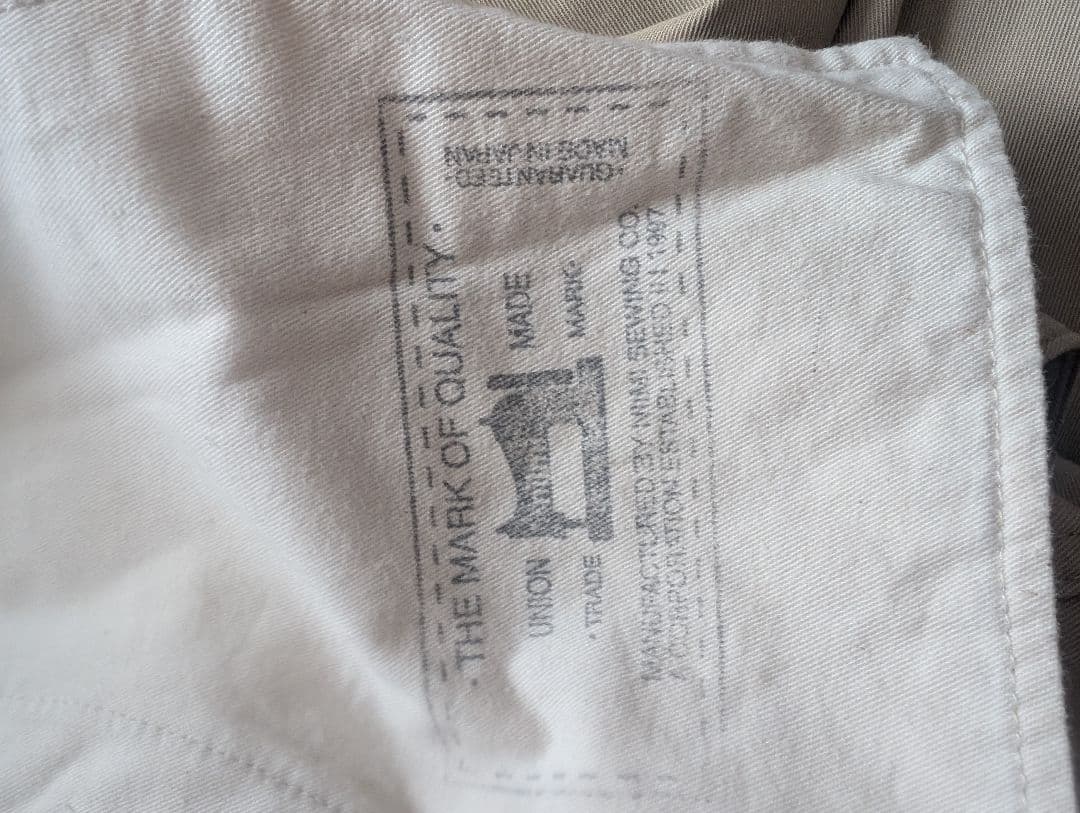 · THE MARK OF QUALITY ·
UNION MADE
· TRADE MARK ·
MANUFACTURED BY NIMI SEWING CO.
A CORPORATION ESTABLISHED IN 1997
· GUARANTEED ·
MADE IN JAPAN